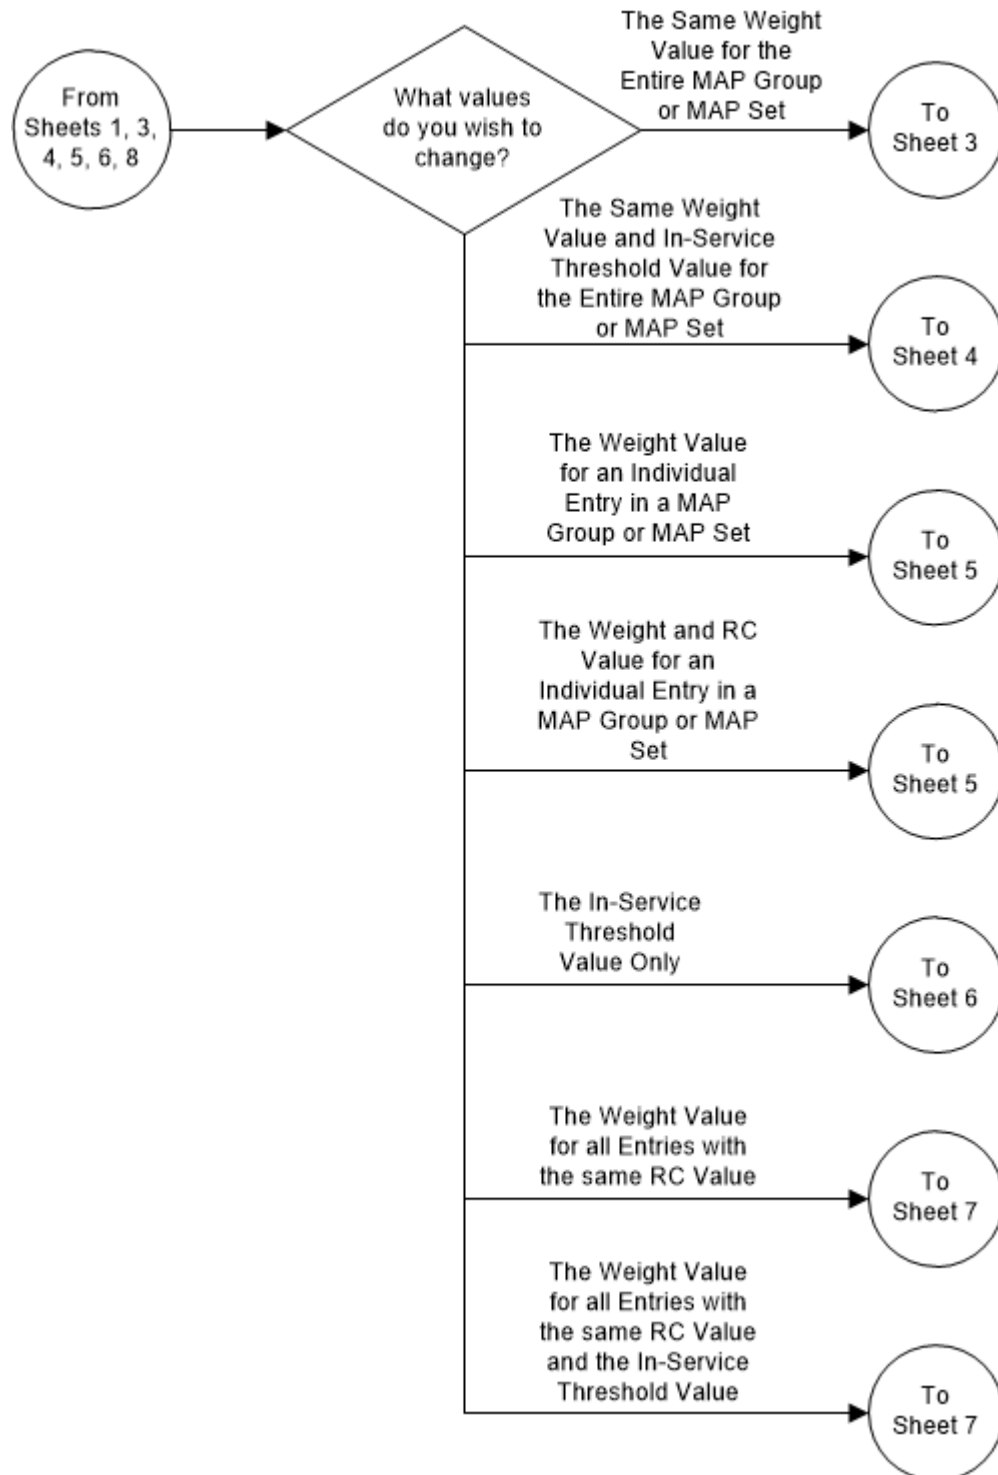 From
Sheets 1, 3,
4, 5, 6, 8
What values
do you wish to
change?
The Same Weight
Value for the
Entire MAP Group
or MAP Set
To
Sheet 3
The Same Weight
Value and In-Service
Threshold Value for
the Entire MAP Group
or MAP Set
To
Sheet 4
The Weight Value
for an Individual
Entry in a MAP
Group or MAP Set
To
Sheet 5
The Weight and RC
Value for an
Individual Entry in a
MAP Group or MAP
Set
To
Sheet 5
The In-Service
Threshold
Value Only
To
Sheet 6
The Weight Value
for all Entries with
the same RC Value
To
Sheet 7
The Weight Value
for all Entries with
the same RC Value
and the In-Service
Threshold Value
To
Sheet 7